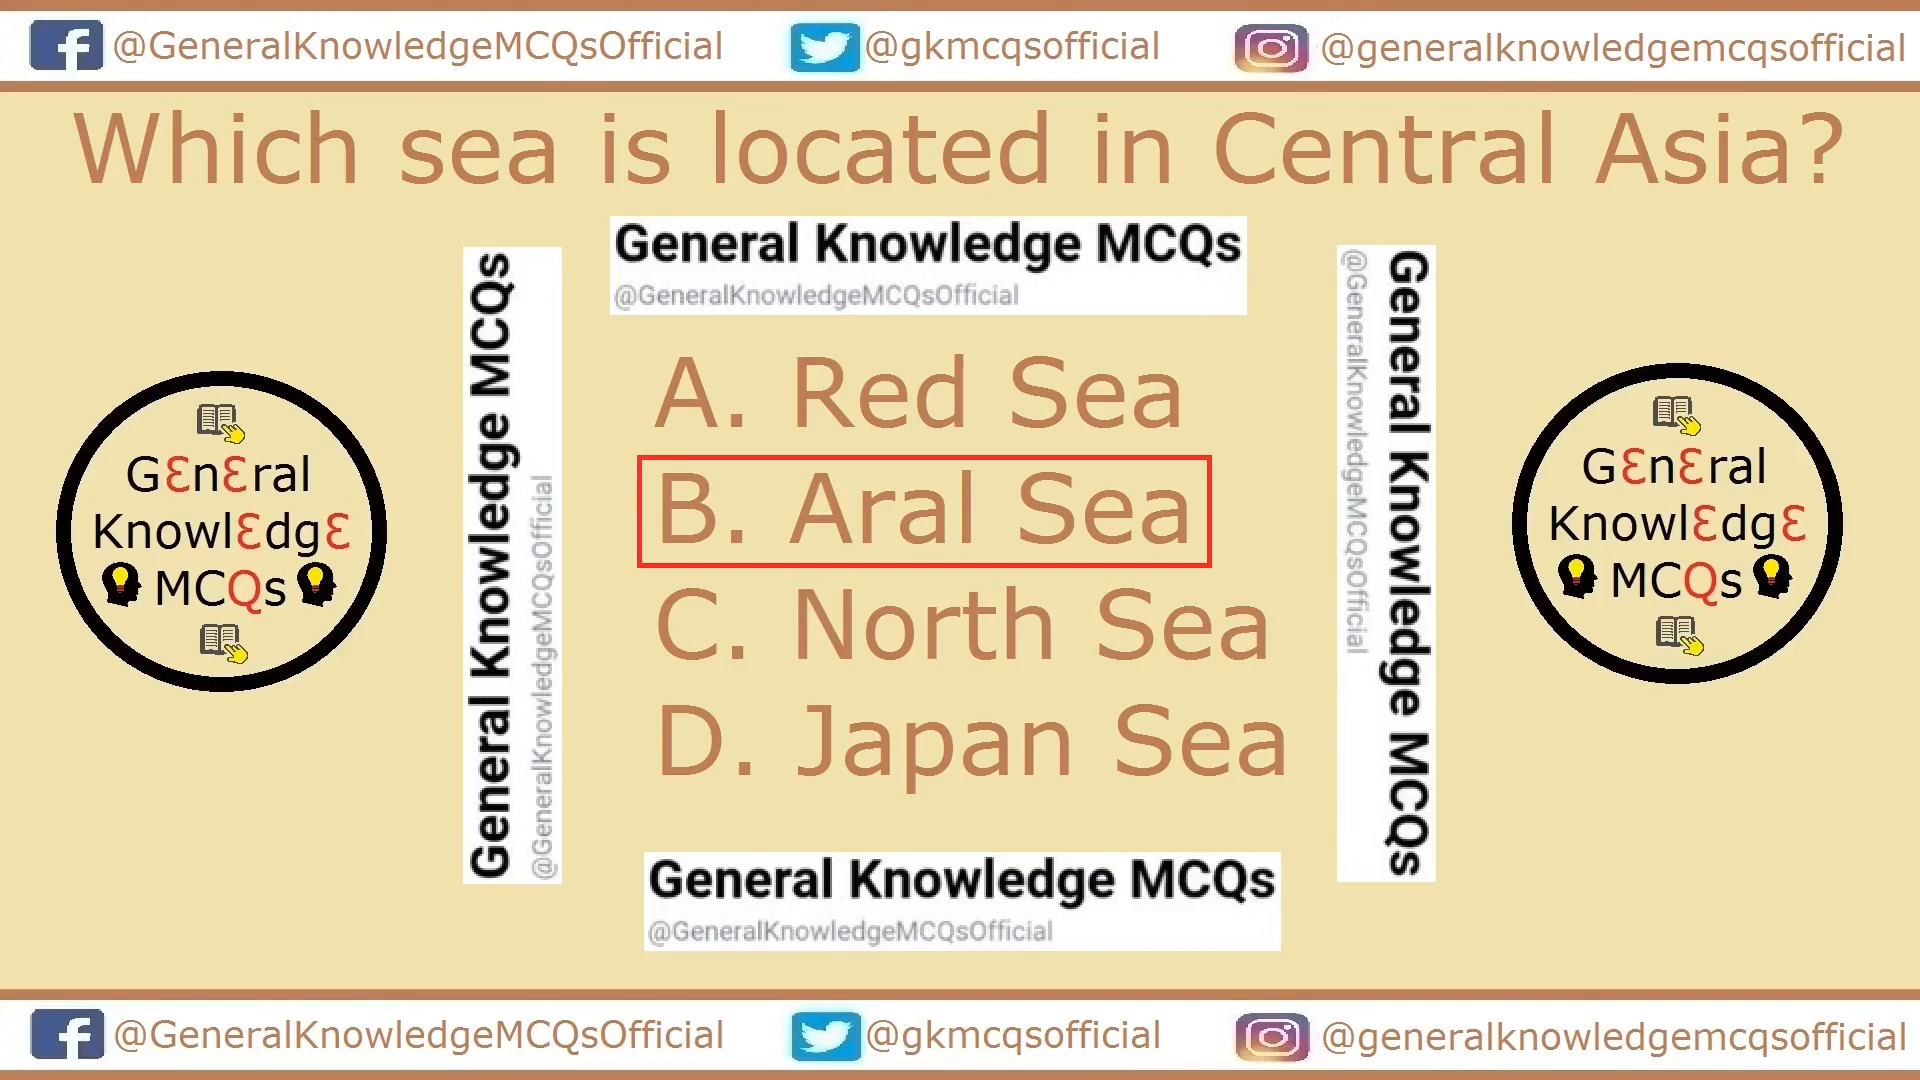 @GeneralKnowledgeMCQsOfficial @gkmcqsofficial @generalknowledgemcqsofficial
Which sea is located in Central Asia?
General Knowledge MCQs
@GeneralKnowledgeMCQsOfficial
General Knowledge MCQs
@GeneralKnowledgeMCQsOfficial
General Knowledge MCQs
@GeneralKnowledgeMCQsOfficial
GƐnƐral
KnowlƐdgƐ
MCQs
A. Red Sea
B. Aral Sea
C. North Sea
D. Japan Sea
GƐnƐral
KnowlƐdgƐ
MCQs
General Knowledge MCQs
@GeneralKnowledgeMCQsOfficial
@GeneralKnowledgeMCQsOfficial @gkmcqsofficial @generalknowledgemcqsofficial